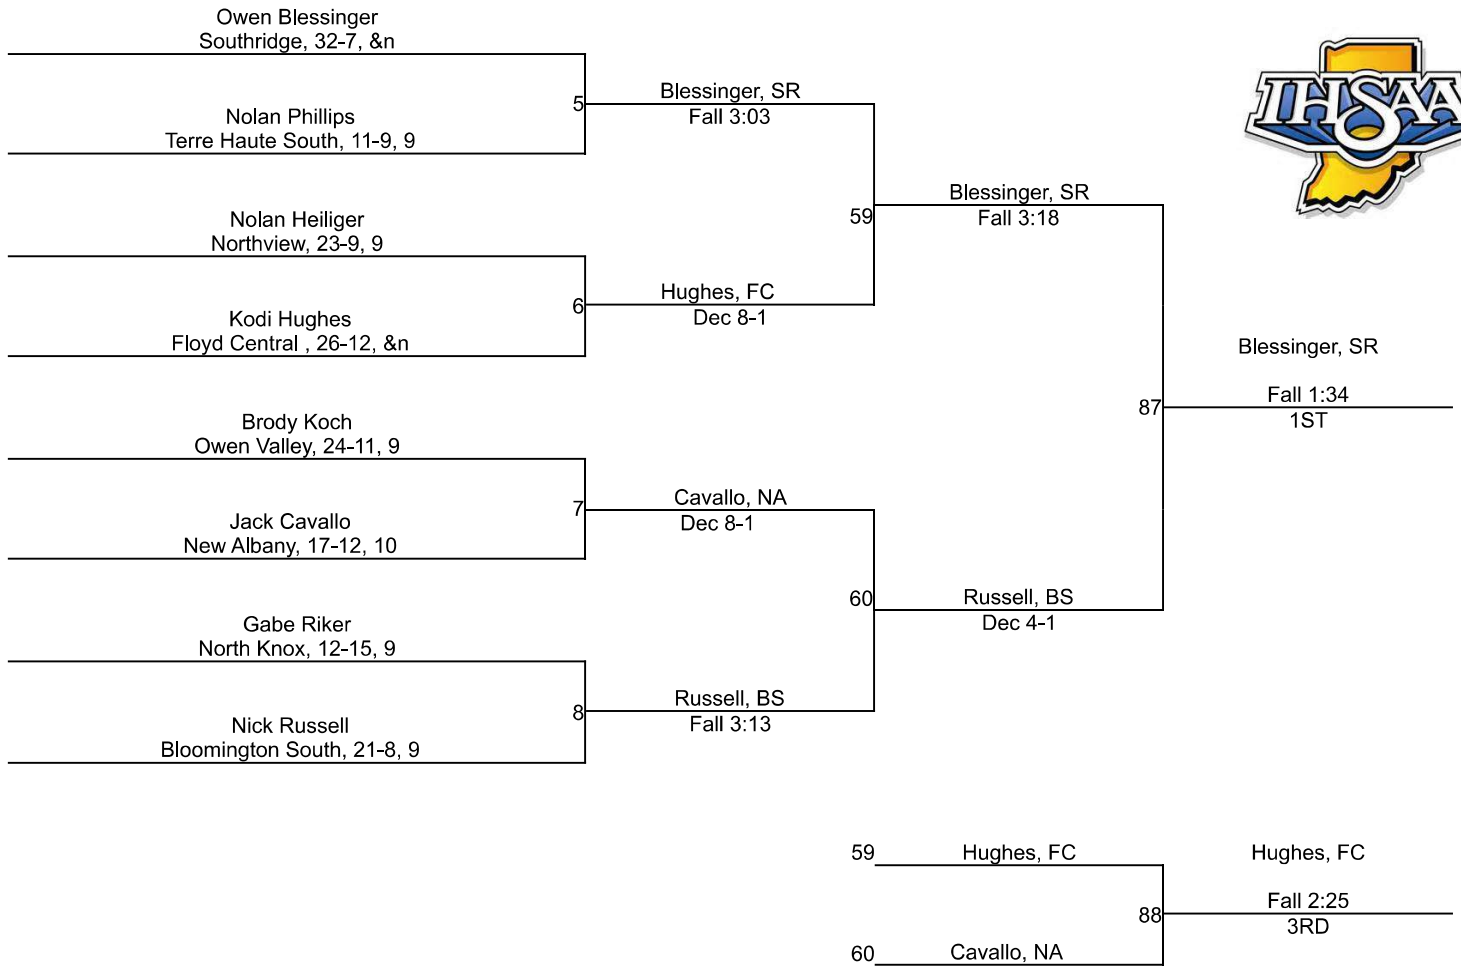 Owen Blessinger
Southridge, 32-7, &n
5
Blessinger, SR
Fall 3:03
Nolan Phillips
Terre Haute South, 11-9, 9
IHSAA
59
Blessinger, SR
Fall 3:18
Nolan Heiliger
Northview, 23-9, 9
6
Hughes, FC
Dec 8-1
Kodi Hughes
Floyd Central , 26-12, &n
Blessinger, SR
87
Fall 1:34
1ST
Brody Koch
Owen Valley, 24-11, 9
7
Cavallo, NA
Dec 8-1
Jack Cavallo
New Albany, 17-12, 10
60
Russell, BS
Dec 4-1
Gabe Riker
North Knox, 12-15, 9
8
Russell, BS
Fall 3:13
Nick Russell
Bloomington South, 21-8, 9
59
Hughes, FC
Hughes, FC
88
Fall 2:25
3RD
60
Cavallo, NA